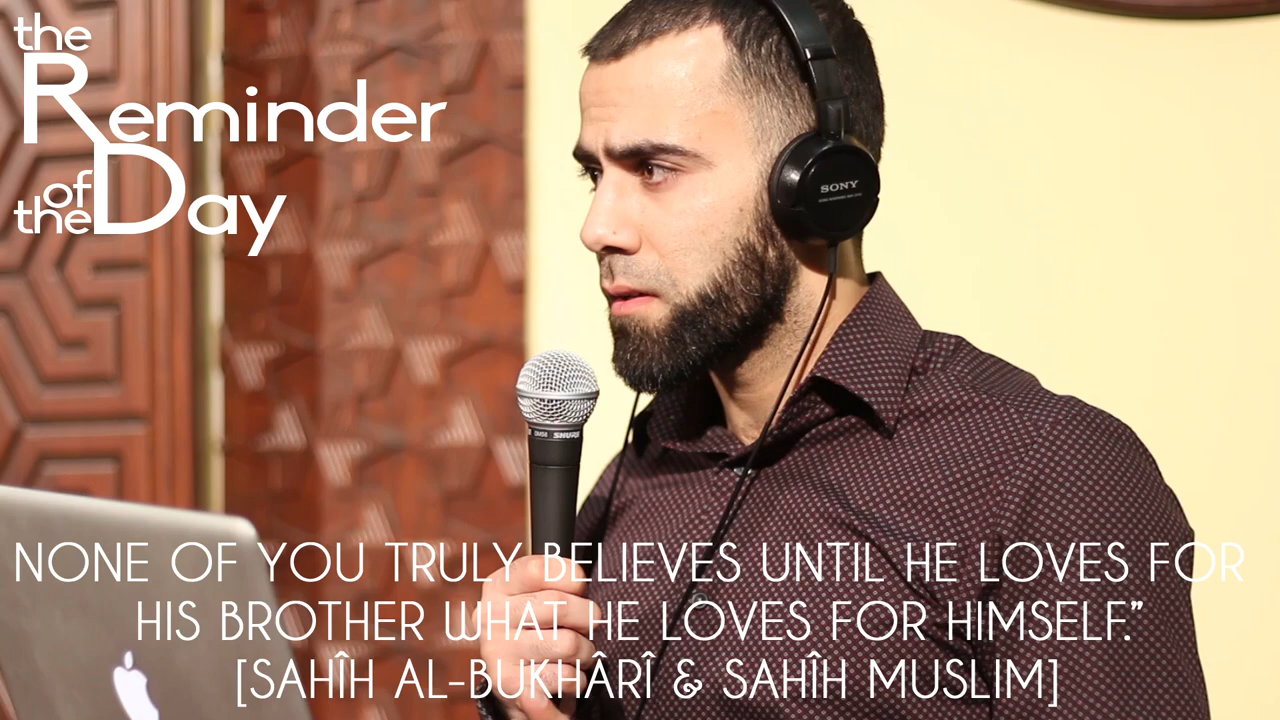 the
Reminder
of
the Day
SONY
SHURE
NONE OF YOU TRULY BELIEVES UNTIL HE LOVES FOR
HIS BROTHER WHAT HE LOVES FOR HIMSELF."
[SAHÎH AL-BUKHÂRÎ & SAHÎH MUSLIM]